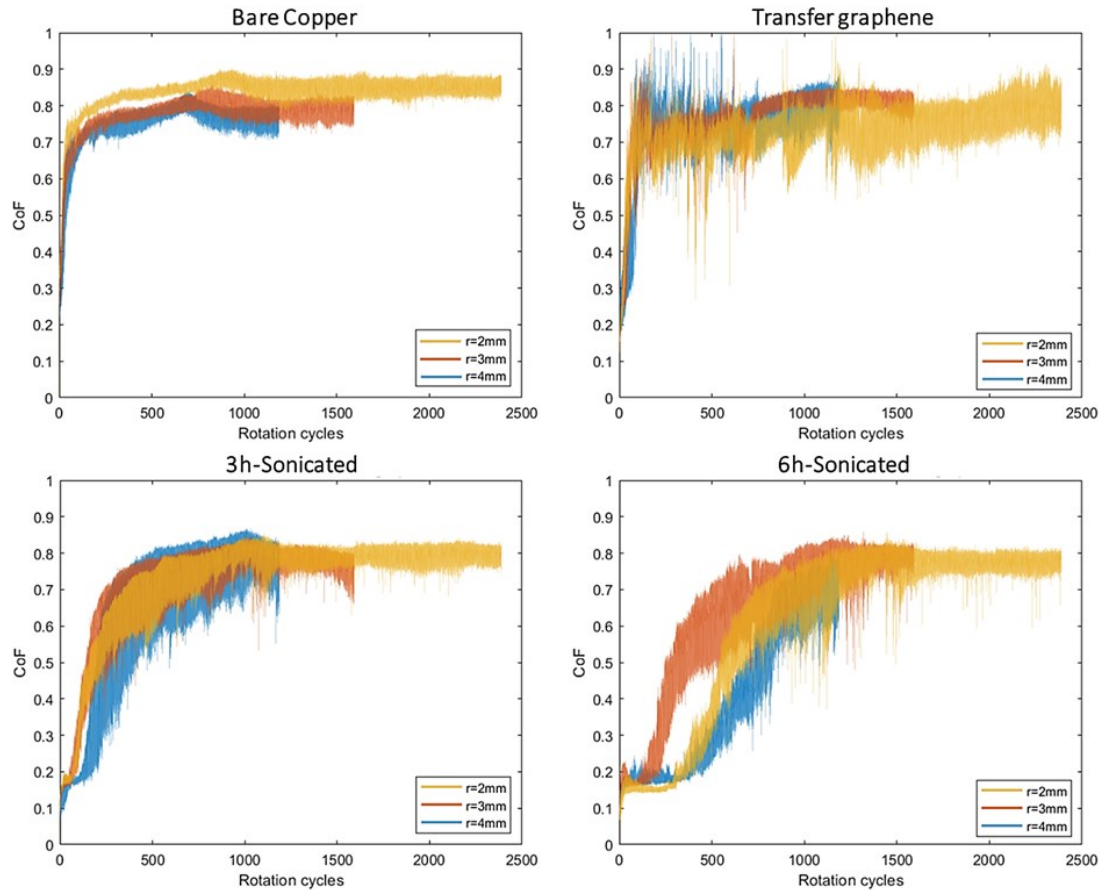 Bare Copper
1
0.9
0.8
0.7
0.6
0.5
0.4
0.3
0.2
0.1
0
CoF
0 500 1000 1500 2000 2500
Rotation cycles
r=2mm
r=3mm
r=4mm
Transfer graphene
1
0.9
0.8
0.7
0.6
0.5
0.4
0.3
0.2
0.1
0
CoF
0 500 1000 1500 2000 2500
Rotation cycles
r=2mm
r=3mm
r=4mm
3h-Sonicated
1
0.9
0.8
0.7
0.6
0.5
0.4
0.3
0.2
0.1
0
CoF
0 500 1000 1500 2000 2500
Rotation cycles
r=2mm
r=3mm
r=4mm
6h-Sonicated
1
0.9
0.8
0.7
0.6
0.5
0.4
0.3
0.2
0.1
0
CoF
0 500 1000 1500 2000 2500
Rotation cycles
r=2mm
r=3mm
r=4mm